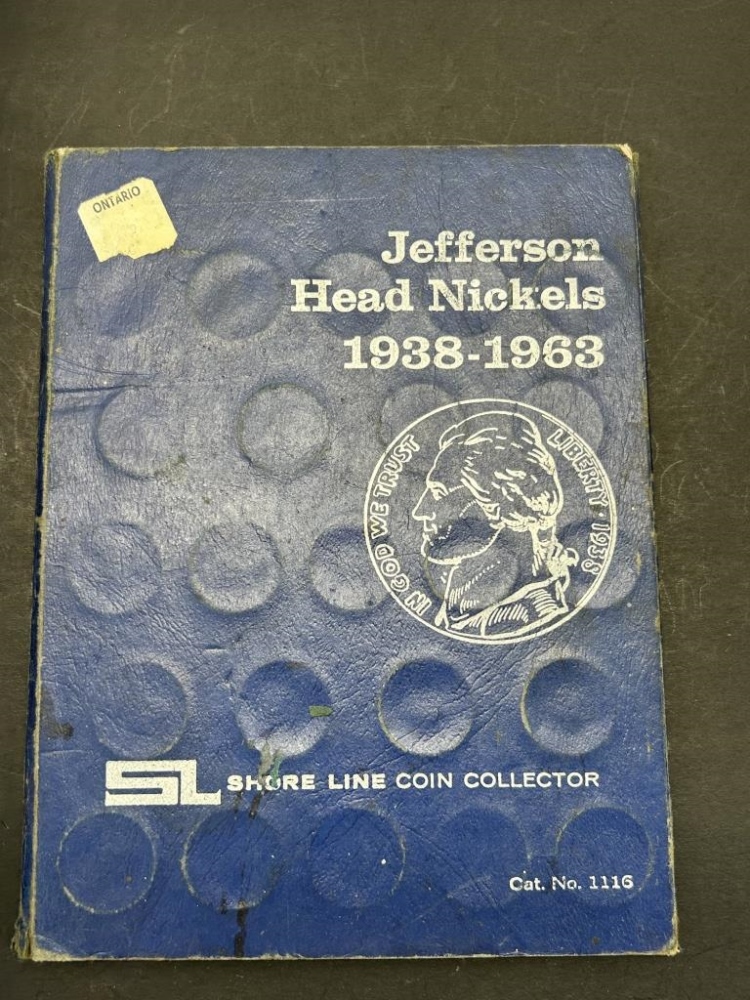 ONTARIO
Jefferson
Head Nickels
1938-1963
IN GOD WE TRUST
LIBERTY · 1938
SL SHORE LINE COIN COLLECTOR
Cat. No. 1116